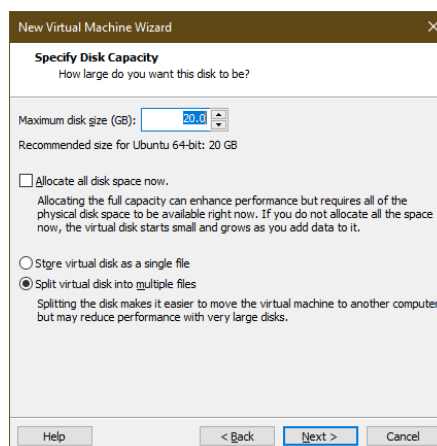 New Virtual Machine Wizard
Specify Disk Capacity
How large do you want this disk to be?
Maximum disk size (GB): 20.0
Recommended size for Ubuntu 64-bit: 20 GB
Allocate all disk space now.
Allocating the full capacity can enhance performance but requires all of the
physical disk space to be available right now. If you do not allocate all the space
now, the virtual disk starts small and grows as you add data to it.
Store virtual disk as a single file
Split virtual disk into multiple files
Splitting the disk makes it easier to move the virtual machine to another computer
but may reduce performance with very large disks.
Help < Back Next > Cancel